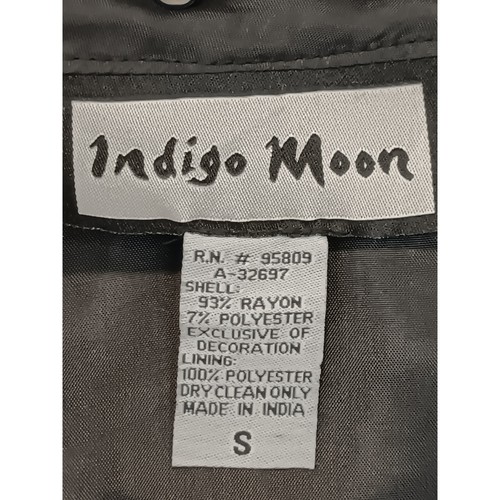 Indigo Moon
R.N. # 95809
A-32697
SHELL:
93% RAYON
7% POLYESTER
EXCLUSIVE OF
DECORATION
LINING:
100% POLYESTER
DRY CLEAN ONLY
MADE IN INDIA
S